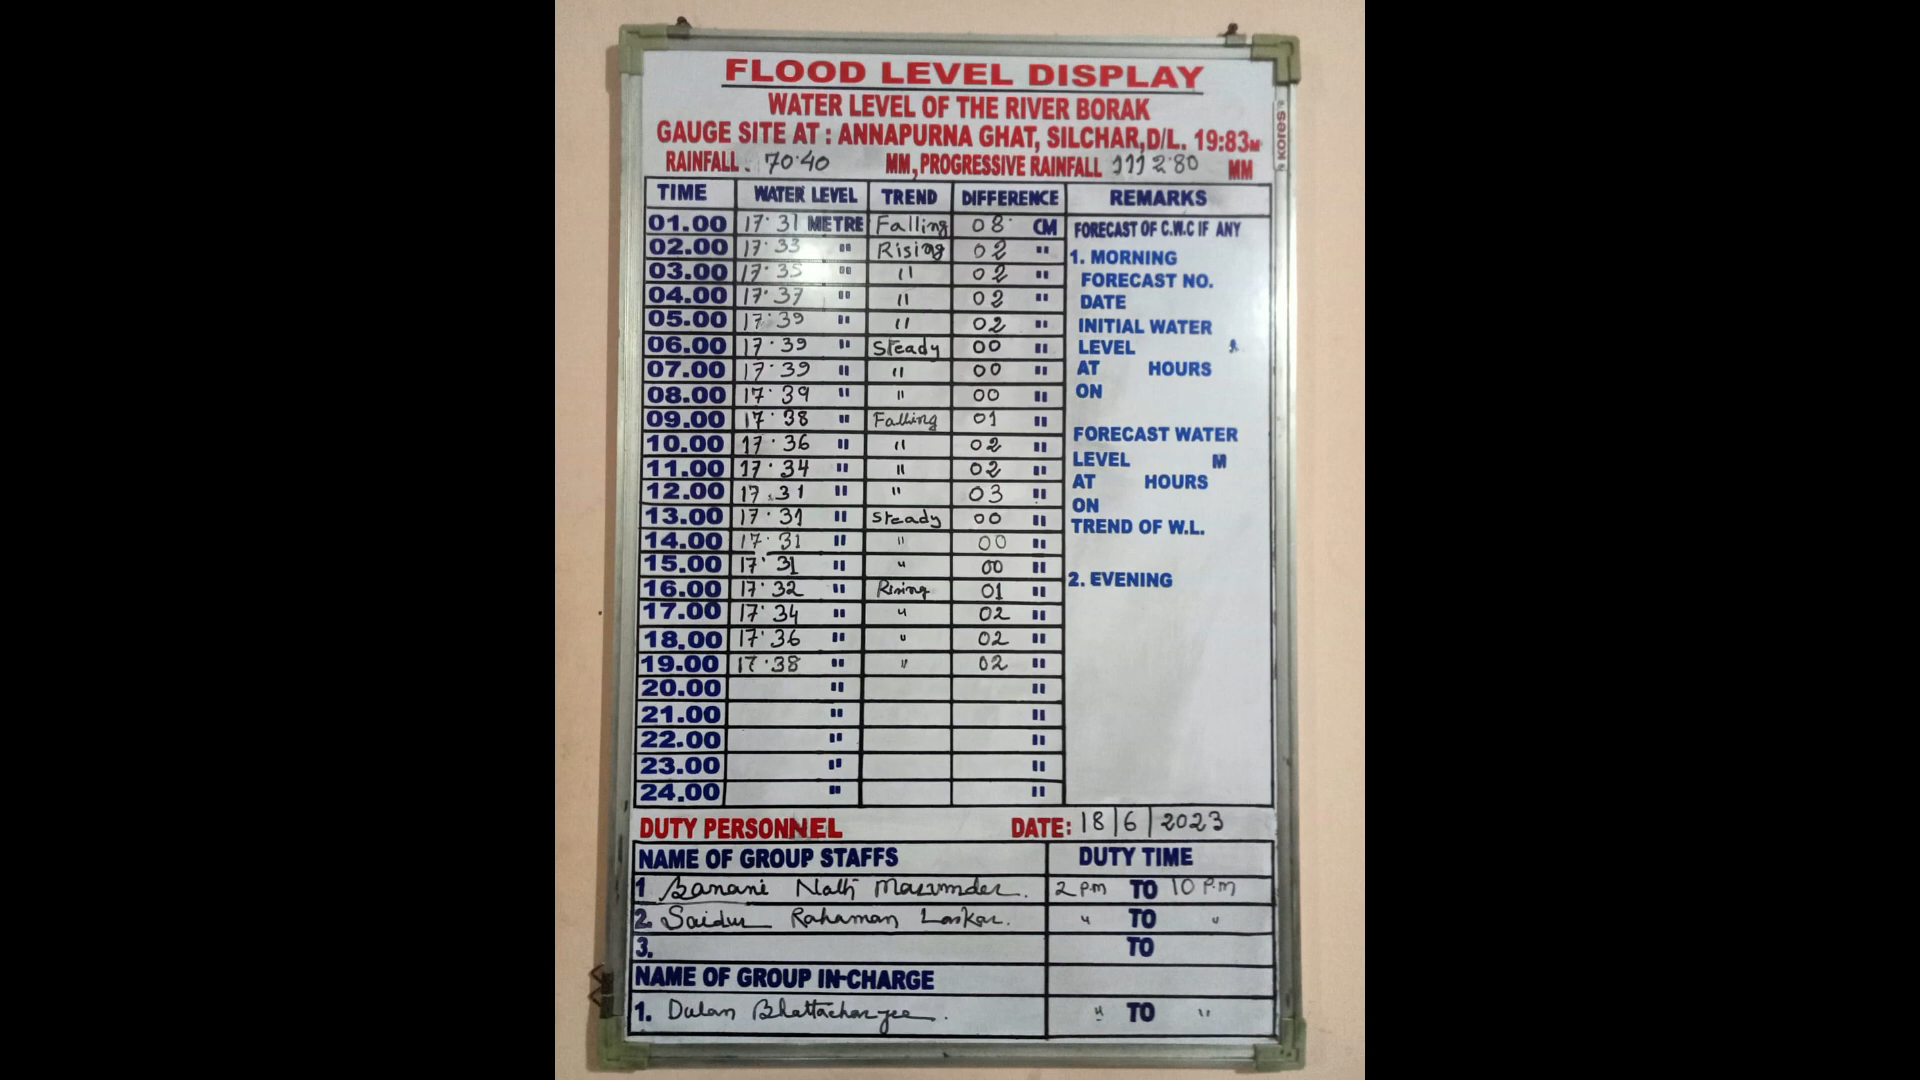 FLOOD LEVEL DISPLAY
WATER LEVEL OF THE RIVER BORAK
GAUGE SITE AT : ANNAPURNA GHAT, SILCHAR, D/L. 19:83M
RAINFALL. 70.40 MM, PROGRESSIVE RAINFALL 1112.80 MM
kores
TIME WATER LEVEL TREND DIFFERENCE REMARKS
01.00 17.31 METRE Falling 08 CM
02.00 17.33 " Rising 02 "
03.00 17.35 " " 02 "
04.00 17.37 " " 02 "
05.00 17.39 " " 02 "
06.00 17.39 " Steady 00 "
07.00 17.39 " " 00 "
08.00 17.39 " " 00 "
09.00 17.38 " Falling 01 "
10.00 17.36 " " 02 "
11.00 17.34 " " 02 "
12.00 17.31 " " 03 "
13.00 17.31 " Steady 00 "
14.00 17.31 " " 00 "
15.00 17.31 " " 00 "
16.00 17.32 " Rising 01 "
17.00 17.34 " " 02 "
18.00 17.36 " " 02 "
19.00 17.38 " " 02 "
20.00 " "
21.00 " "
22.00 " "
23.00 " "
24.00 " "
FORECAST OF C.W.C IF ANY
1. MORNING
FORECAST NO.
DATE
INITIAL WATER
LEVEL
AT HOURS
ON
FORECAST WATER
LEVEL M
AT HOURS
ON
TREND OF W.L.
2. EVENING
DUTY PERSONNEL DATE: 18/6/2023
NAME OF GROUP STAFFS DUTY TIME
1 Banani Nath Mazumder. 2 pm TO 10 P.m
2. Saidur Rahaman Laskar. " TO "
3. TO
NAME OF GROUP IN-CHARGE
1. Dulan Bhattacharjee. " TO "